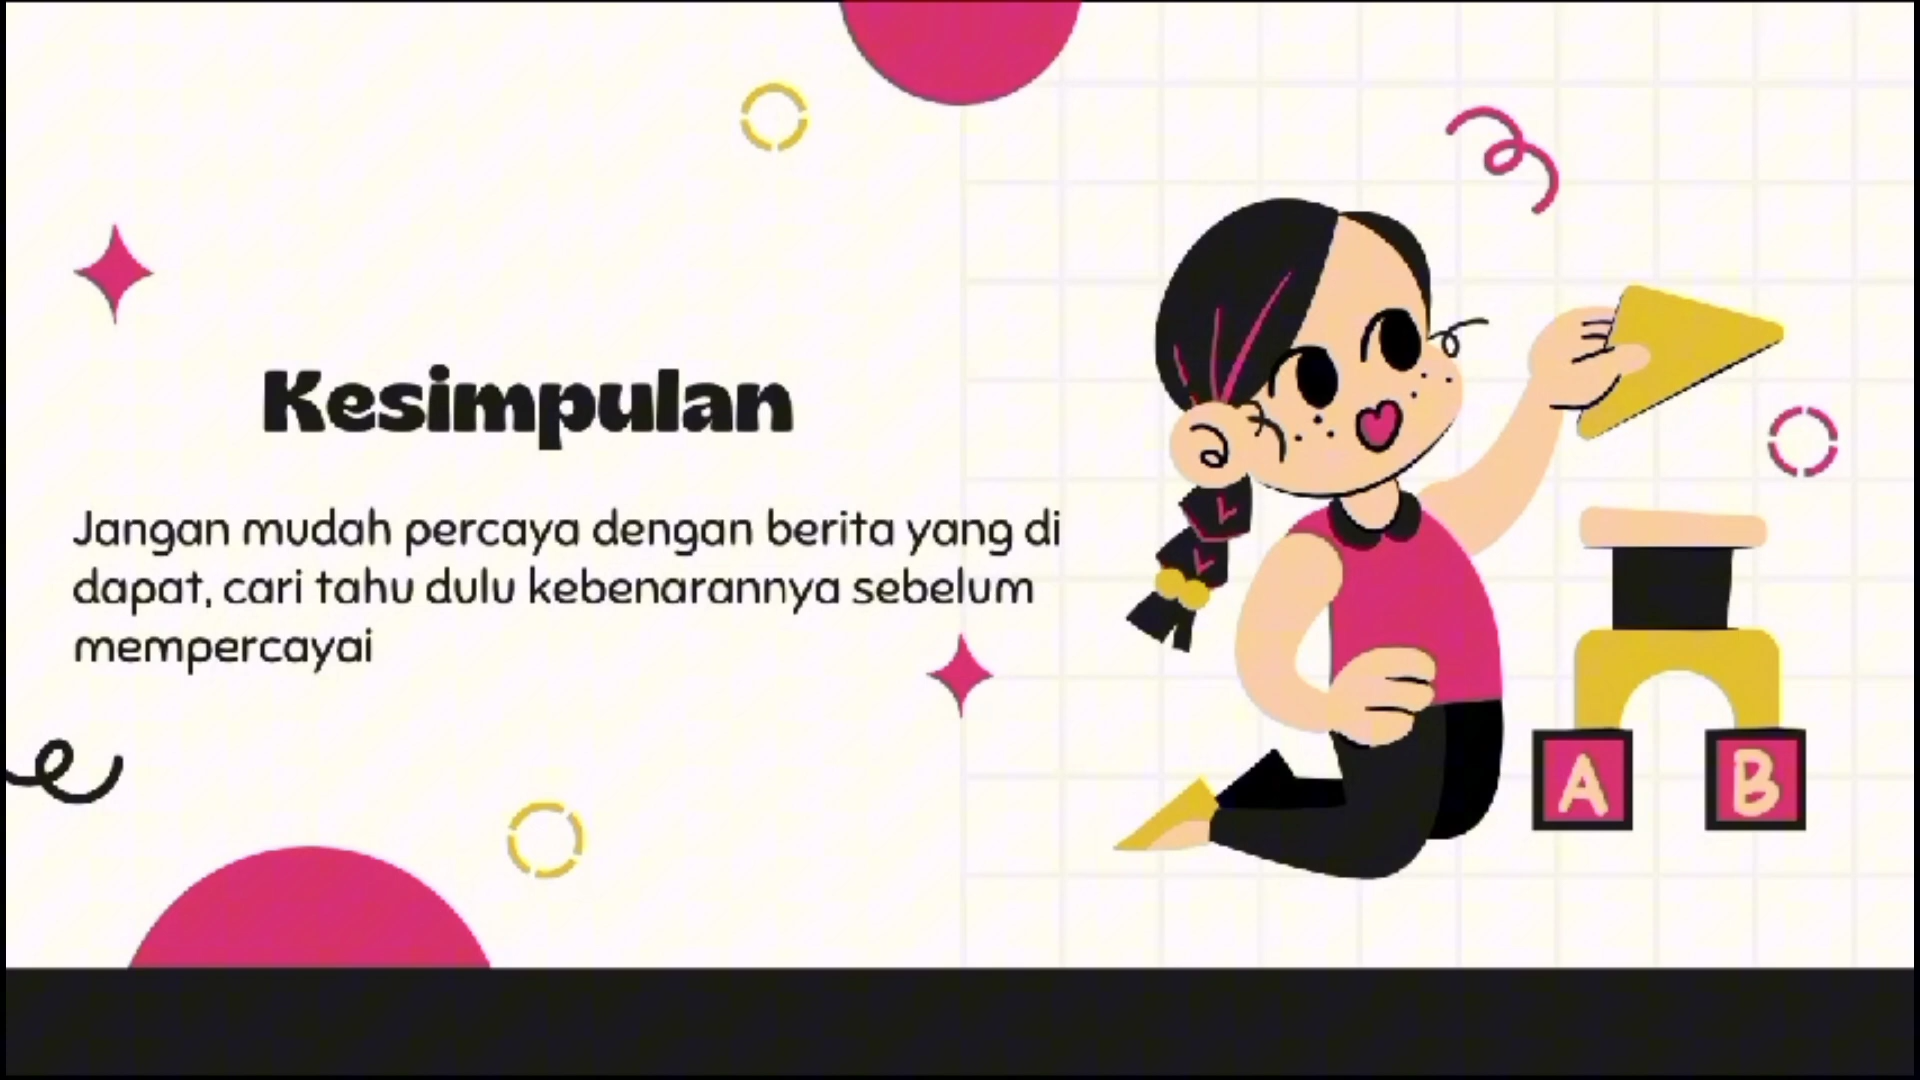 Kesimpulan
Jangan mudah percaya dengan berita yang di
dapat, cari tahu dulu kebenarannya sebelum
mempercayai
A
B